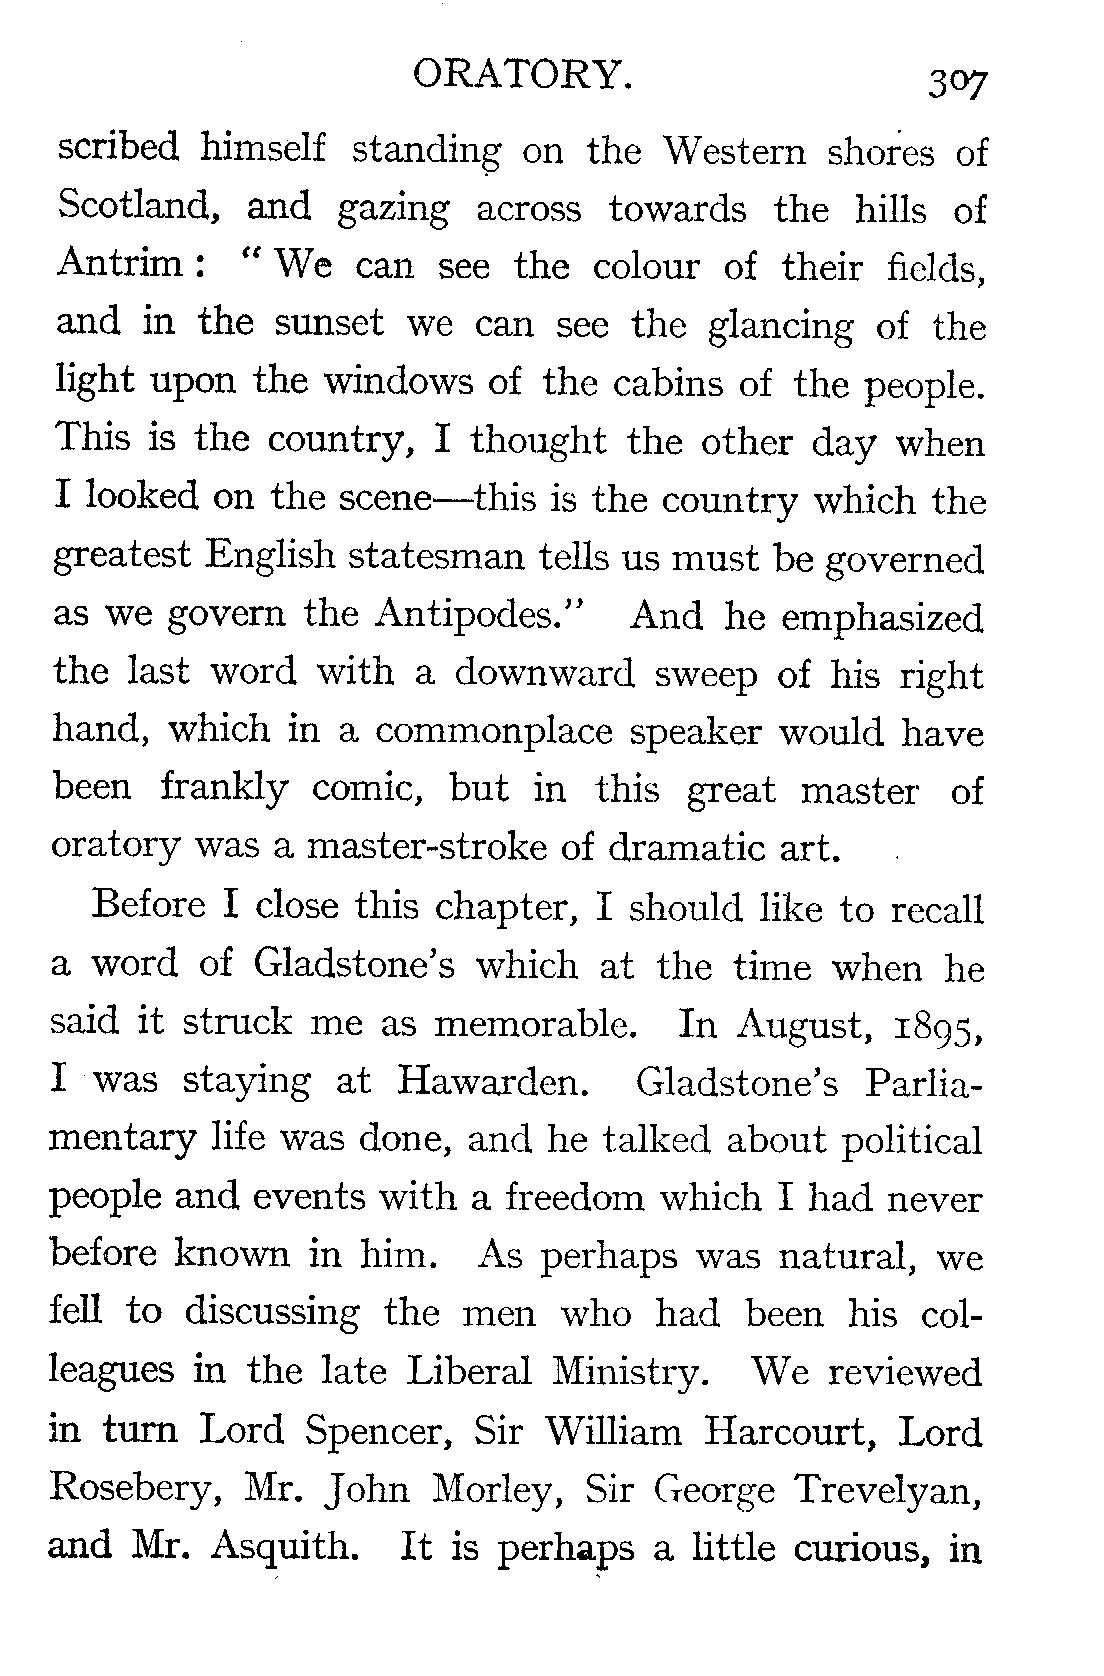 ORATORY. 307
scribed himself standing on the Western shores of
Scotland, and gazing across towards the hills of
Antrim : “ We can see the colour of their fields,
and in the sunset we can see the glancing of the
light upon the windows of the cabins of the people.
This is the country, I thought the other day when
I looked on the scene—this is the country which the
greatest English statesman tells us must be governed
as we govern the Antipodes.” And he emphasized
the last word with a downward sweep of his right
hand, which in a commonplace speaker would have
been frankly comic, but in this great master of
oratory was a master-stroke of dramatic art.
Before I close this chapter, I should like to recall
a word of Gladstone’s which at the time when he
said it struck me as memorable. In August, 1895,
I was staying at Hawarden. Gladstone’s Parlia-
mentary life was done, and he talked about political
people and events with a freedom which I had never
before known in him. As perhaps was natural, we
fell to discussing the men who had been his col-
leagues in the late Liberal Ministry. We reviewed
in turn Lord Spencer, Sir William Harcourt, Lord
Rosebery, Mr. John Morley, Sir George Trevelyan,
and Mr. Asquith. It is perhaps a little curious, in